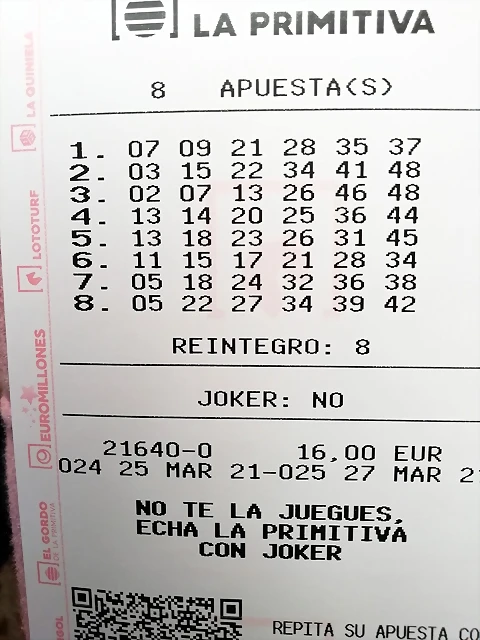 LA PRIMITIVA
8 APUESTA(S)
1. 07 09 21 28 35 37
2. 03 15 22 34 41 48
3. 02 07 13 26 46 48
4. 13 14 20 25 36 44
5. 13 18 23 26 31 45
6. 11 15 17 21 28 34
7. 05 18 24 32 36 38
8. 05 22 27 34 39 42
REINTEGRO: 8
JOKER: NO
21640-0 16,00 EUR
024 25 MAR 21-025 27 MAR 21
NO TE LA JUEGUES,
ECHA LA PRIMITIVA
CON JOKER
REPITA SU APUESTA CO
LA QUINIELA
LOTOTURF
EUROMILLONES
EL GORDO
DE LA PRIMITIVA
GOL